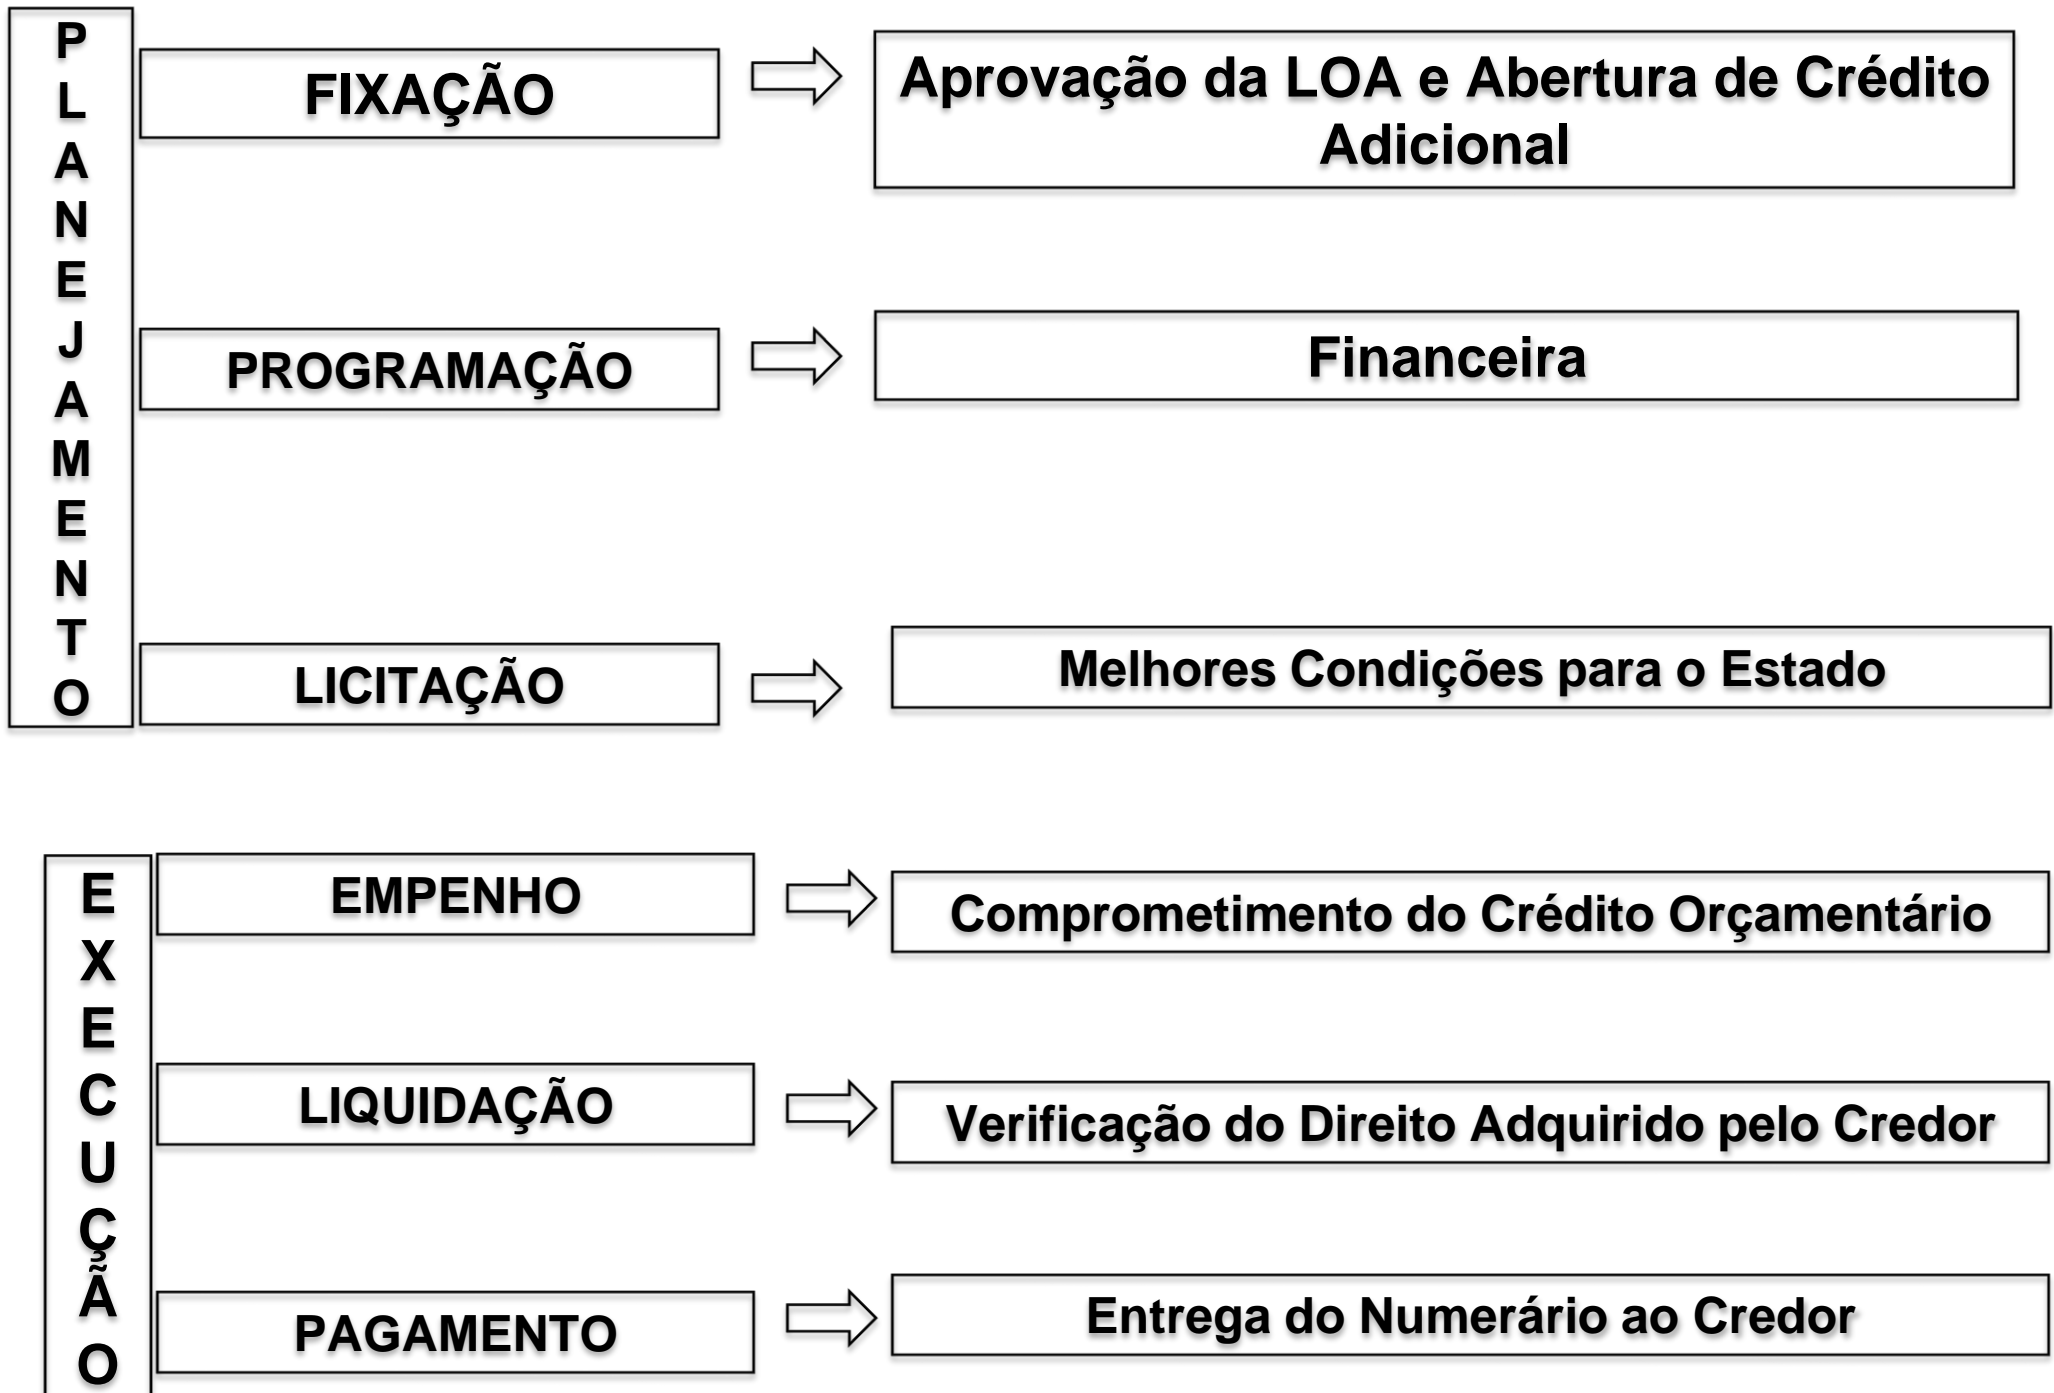 PLANEJAMENTO
FIXAÇÃO
Aprovação da LOA e Abertura de Crédito
Adicional
PROGRAMAÇÃO
Financeira
LICITAÇÃO
Melhores Condições para o Estado
EXECUÇÃO
EMPENHO
Comprometimento do Crédito Orçamentário
LIQUIDAÇÃO
Verificação do Direito Adquirido pelo Credor
PAGAMENTO
Entrega do Numerário ao Credor